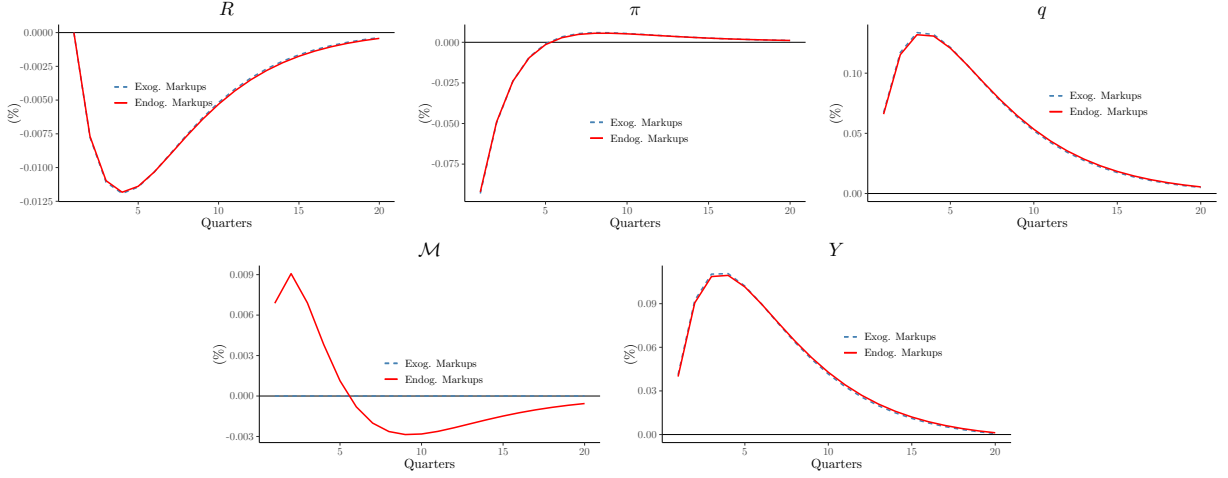 R
0.0000
-0.0025
-0.0050
-0.0075
-0.0100
-0.0125
(%)
Exog. Markups
Endog. Markups
5
10
15
20
Quarters
π
0.000
-0.025
-0.050
-0.075
(%)
Exog. Markups
Endog. Markups
5
10
15
20
Quarters
q
0.10
0.05
0.00
(%)
Exog. Markups
Endog. Markups
5
10
15
20
Quarters
ℳ
0.009
0.006
0.003
0.000
-0.003
(%)
Exog. Markups
Endog. Markups
5
10
15
20
Quarters
Y
0.09
0.06
0.03
0.00
(%)
Exog. Markups
Endog. Markups
5
10
15
20
Quarters